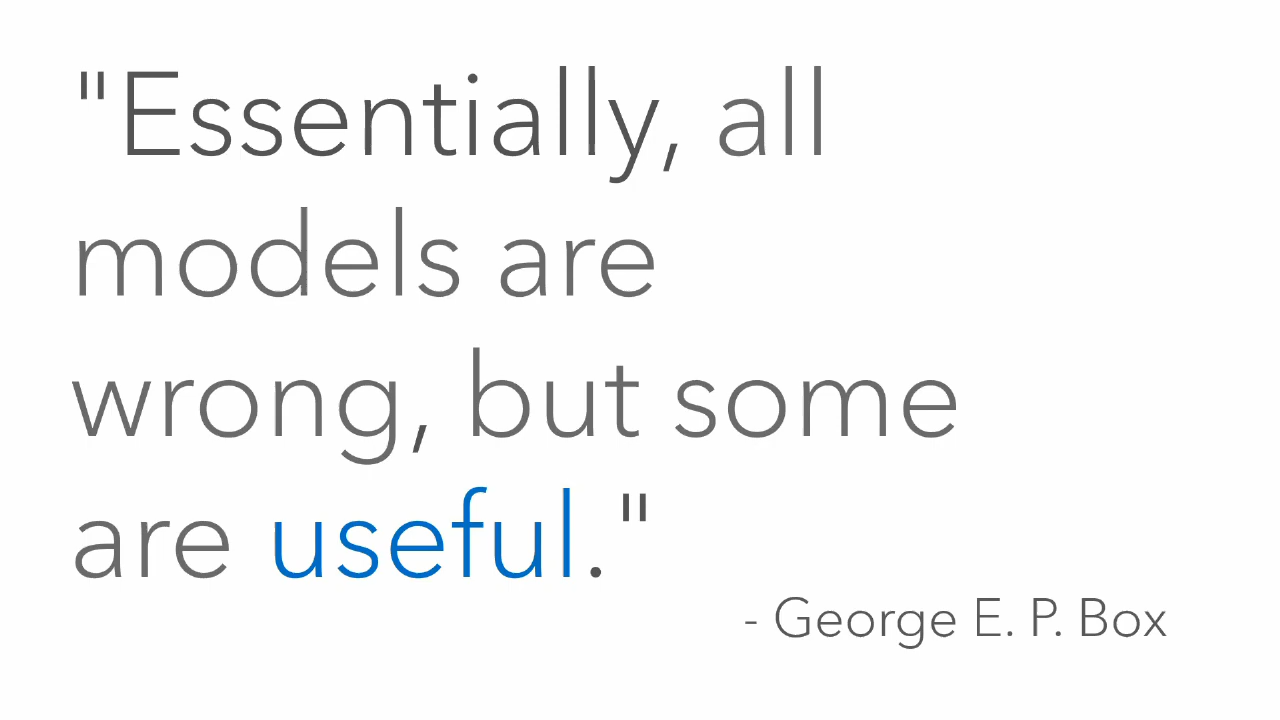 "Essentially, all
models are
wrong, but some
are useful."
- George E. P. Box